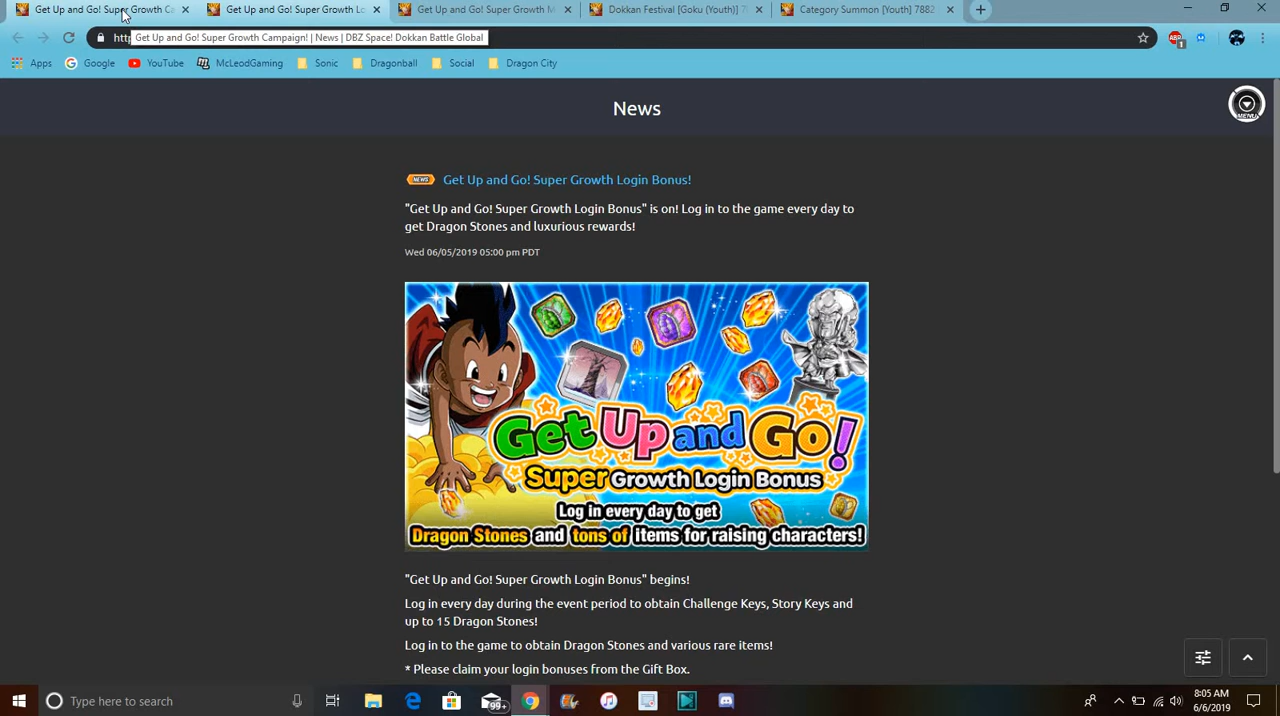 Get Up and Go! Super Growth Ca
Get Up and Go! Super Growth Lo
Get Up and Go! Super Growth M
Dokkan Festival [Goku (Youth)] 7
Category Summon [Youth] 7882
Get Up and Go! Super Growth Campaign! | News | DBZ Space! Dokkan Battle Global
ABP
1
Apps
Google
YouTube
McLeodGaming
Sonic
Dragonball
Social
Dragon City
News
MENU
NEWS
Get Up and Go! Super Growth Login Bonus!
"Get Up and Go! Super Growth Login Bonus" is on! Log in to the game every day to
get Dragon Stones and luxurious rewards!
Wed 06/05/2019 05:00 pm PDT
Get Up and Go!
Super Growth Login Bonus
Log in every day to get
Dragon Stones and tons of items for raising characters!
"Get Up and Go! Super Growth Login Bonus" begins!
Log in every day during the event period to obtain Challenge Keys, Story Keys and
up to 15 Dragon Stones!
Log in to the game to obtain Dragon Stones and various rare items!
* Please claim your login bonuses from the Gift Box.
Type here to search
99+
8:05 AM
6/6/2019